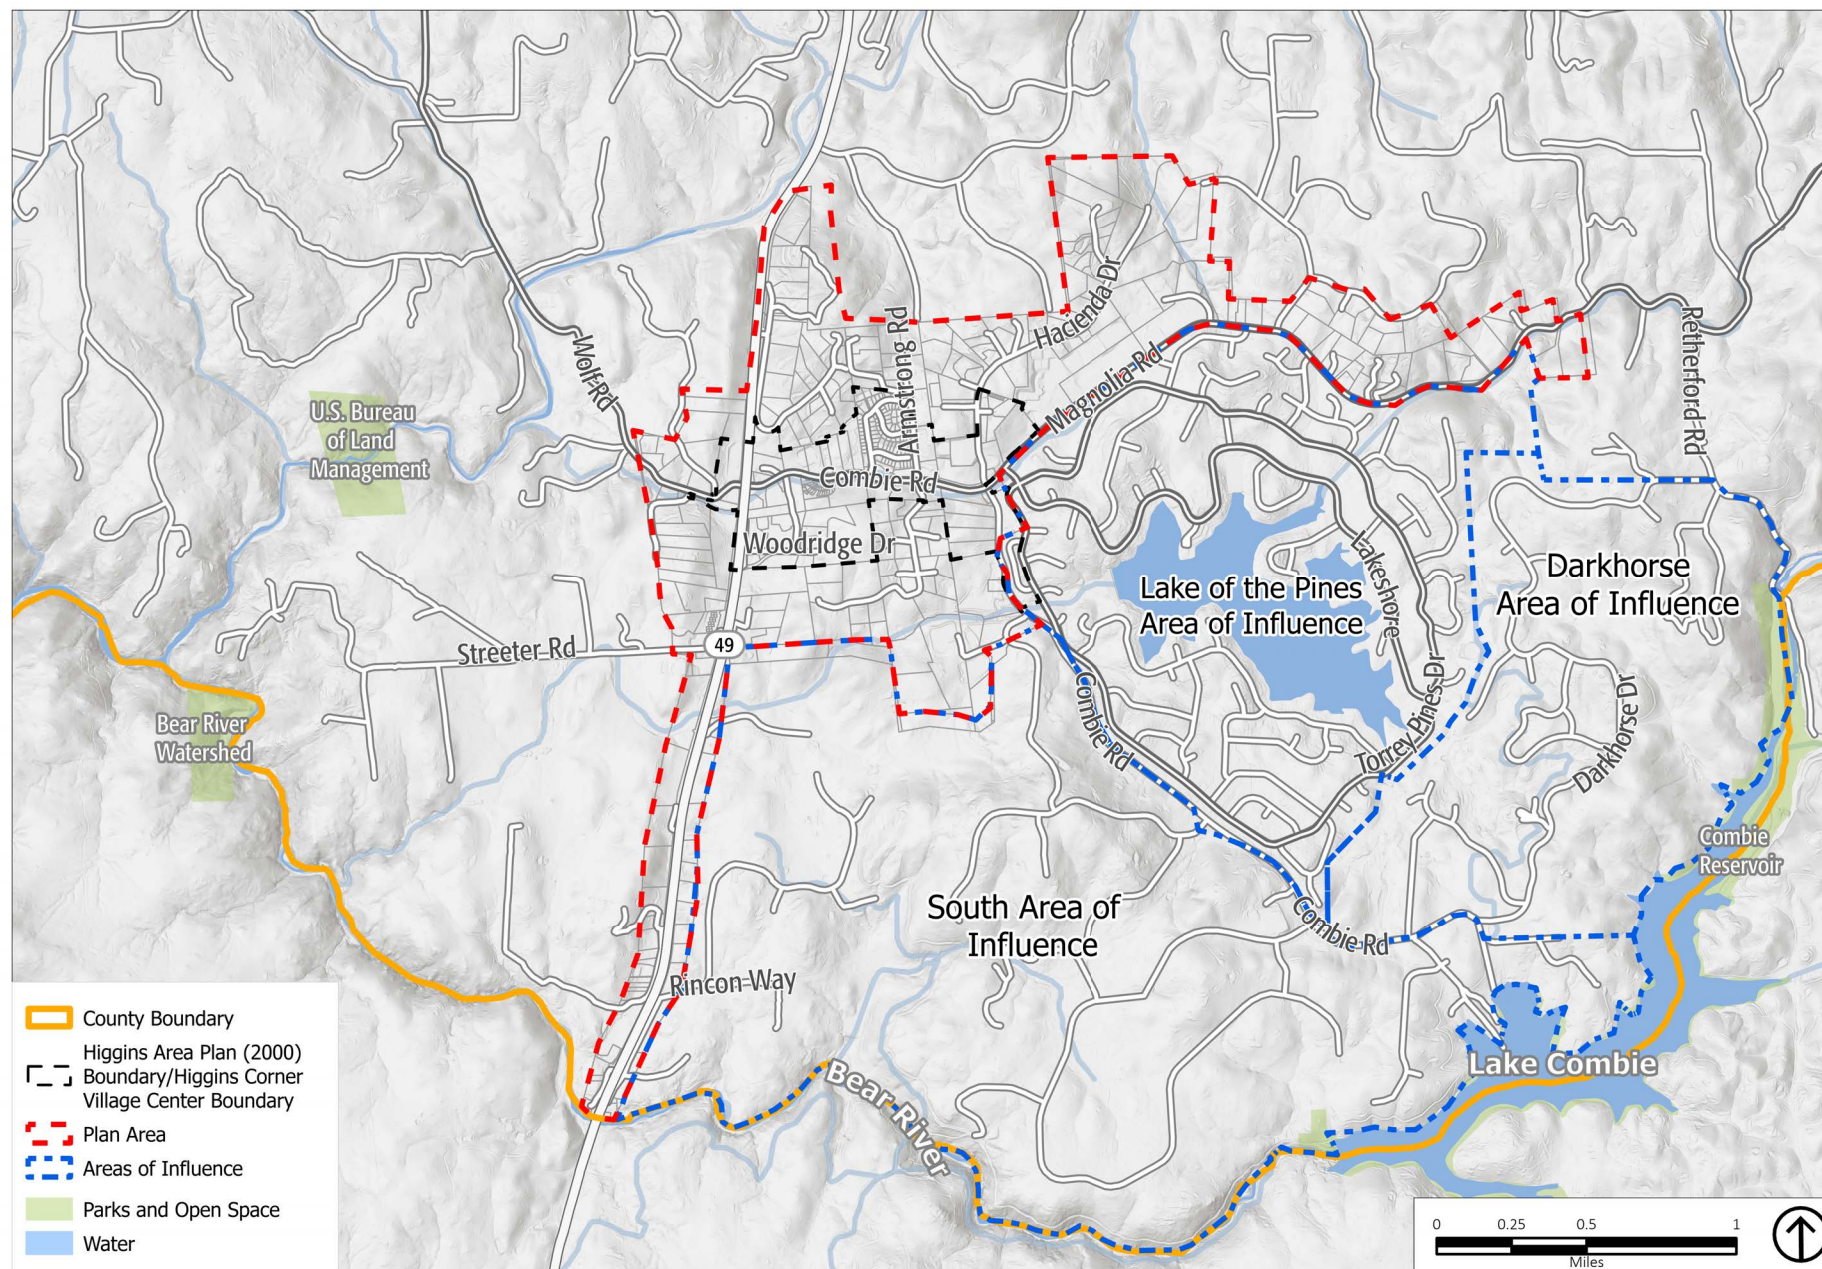 Retherford Rd
Hacienda Dr
Armstrong Rd
Wolf Rd
Magnolia Rd
U.S. Bureau
of Land
Management
Combie Rd
Woodridge Dr
Lakeshore
Darkhorse
Area of Influence
Lake of the Pines
Area of Influence
49
Streeter Rd
Bear River
Watershed
Combie Rd
Torrey Pines Dr
Darkhorse Dr
Combie
Reservoir
South Area of
Influence
Combie Rd
Rincon Way
Lake Combie
Bear River
County Boundary
Higgins Area Plan (2000)
Boundary/Higgins Corner
Village Center Boundary
Plan Area
Areas of Influence
Parks and Open Space
Water
0 0.25 0.5 1
Miles